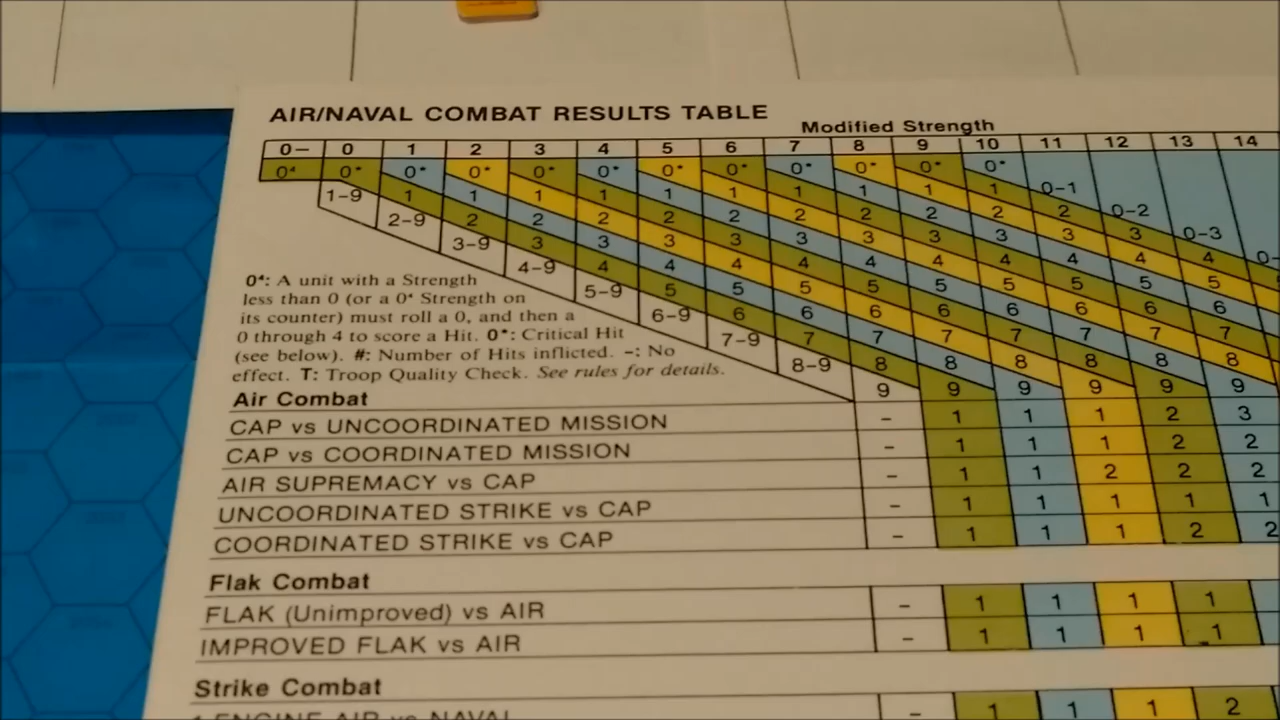 AIR/NAVAL COMBAT RESULTS TABLE
Modified Strength
0– 0 1 2 3 4 5 6 7 8 9 10 11 12 13 14
0⁴ 0* 0* 0* 0* 0* 0* 0* 0* 0* 0* 0*
1–9 1 1 1 1 1 1 1 1 1 1 0–1
2–9 2 2 2 2 2 2 2 2 2 2 0–2
3–9 3 3 3 3 3 3 3 3 3 3 0–3
4–9 4 4 4 4 4 4 4 4 4 4 0-
5–9 5 5 5 5 5 5 5 5 5
6–9 6 6 6 6 6 6 6 6
7–9 7 7 7 7 7 7 7
8–9 8 8 8 8 8 8
9 9 9 9 9 9
0⁴: A unit with a Strength
less than 0 (or a 0⁴ Strength on
its counter) must roll a 0, and then a
0 through 4 to score a Hit. 0*: Critical Hit
(see below). #: Number of Hits inflicted. –: No
effect. T: Troop Quality Check. See rules for details.
Air Combat
CAP vs UNCOORDINATED MISSION – 1 1 1 2 3
CAP vs COORDINATED MISSION – 1 1 1 2 2
AIR SUPREMACY vs CAP – 1 1 2 2 2
UNCOORDINATED STRIKE vs CAP – 1 1 1 1 1
COORDINATED STRIKE vs CAP – 1 1 1 2 2
Flak Combat
FLAK (Unimproved) vs AIR – 1 1 1 1
IMPROVED FLAK vs AIR – 1 1 1 1
Strike Combat
1 ENGINE AIR vs NAVAL – 1 1 1 2